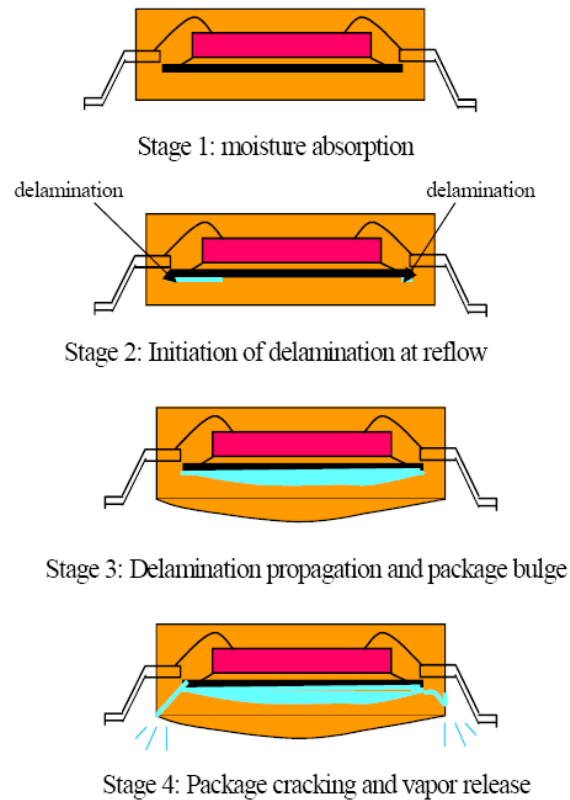 Stage 1: moisture absorption
delamination
delamination
Stage 2: Initiation of delamination at reflow
Stage 3: Delamination propagation and package bulge
Stage 4: Package cracking and vapor release